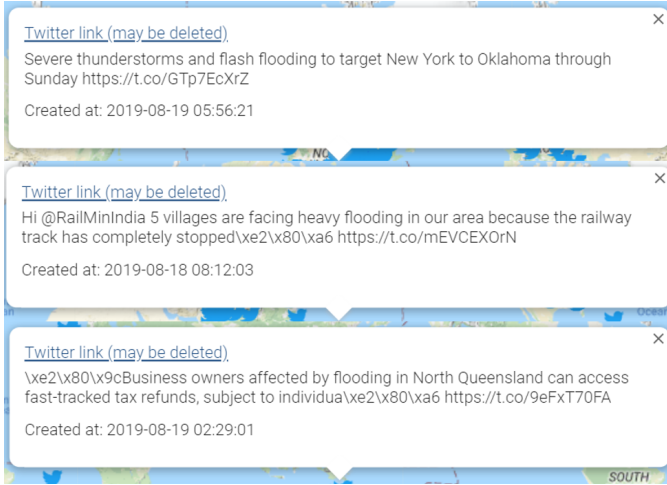 Twitter link (may be deleted)
Severe thunderstorms and flash flooding to target New York to Oklahoma through
Sunday https://t.co/GTp7EcXrZ
Created at: 2019-08-19 05:56:21
NO
Twitter link (may be deleted)
Hi @RailMinIndia 5 villages are facing heavy flooding in our area because the railway
track has completely stopped\xe2\x80\xa6 https://t.co/mEVCEXOrN
Created at: 2019-08-18 08:12:03
Ocean
Twitter link (may be deleted)
\xe2\x80\x9cBusiness owners affected by flooding in North Queensland can access
fast-tracked tax refunds, subject to individua\xe2\x80\xa6 https://t.co/9eFxT70FA
Created at: 2019-08-19 02:29:01
SOUTH